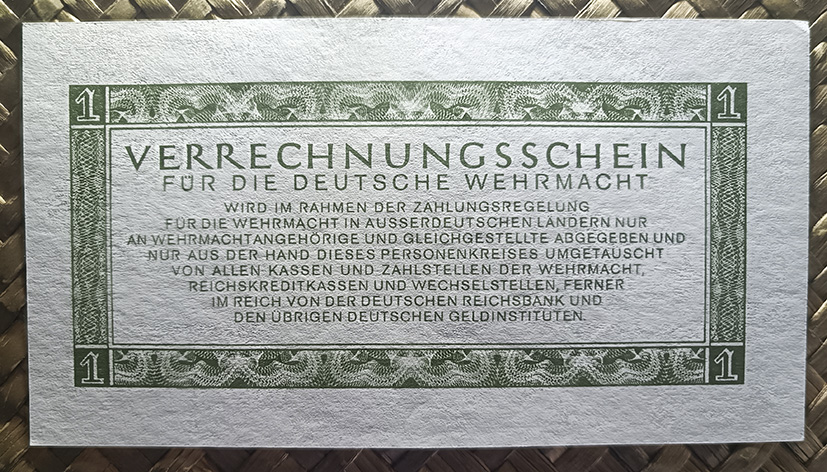 1 1
VERRECHNUNGSSCHEIN
FÜR DIE DEUTSCHE WEHRMACHT
WIRD IM RAHMEN DER ZAHLUNGSREGELUNG
FÜR DIE WEHRMACHT IN AUSSERDEUTSCHEN LÄNDERN NUR
AN WEHRMACHTANGEHÖRIGE UND GLEICHGESTELLTE ABGEGEBEN UND
NUR AUS DER HAND DIESES PERSONENKREISES UMGETAUSCHT
VON ALLEN KASSEN UND ZAHLSTELLEN DER WEHRMACHT,
REICHSKREDITKASSEN UND WECHSELSTELLEN, FERNER
IM REICH VON DER DEUTSCHEN REICHSBANK UND
DEN ÜBRIGEN DEUTSCHEN GELDINSTITUTEN.
1 1